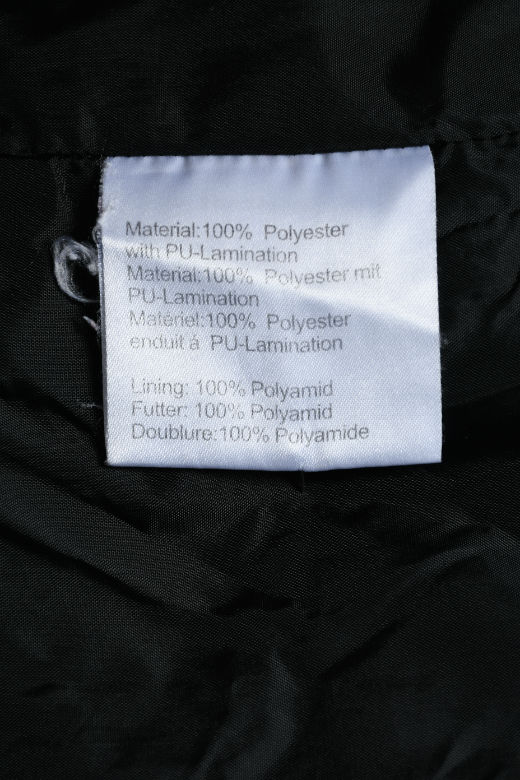 Material:100% Polyester
with PU-Lamination
Material:100% Polyester mit
PU-Lamination
Matériel:100% Polyester
enduit á PU-Lamination
Lining: 100% Polyamid
Futter: 100% Polyamid
Doublure:100% Polyamide